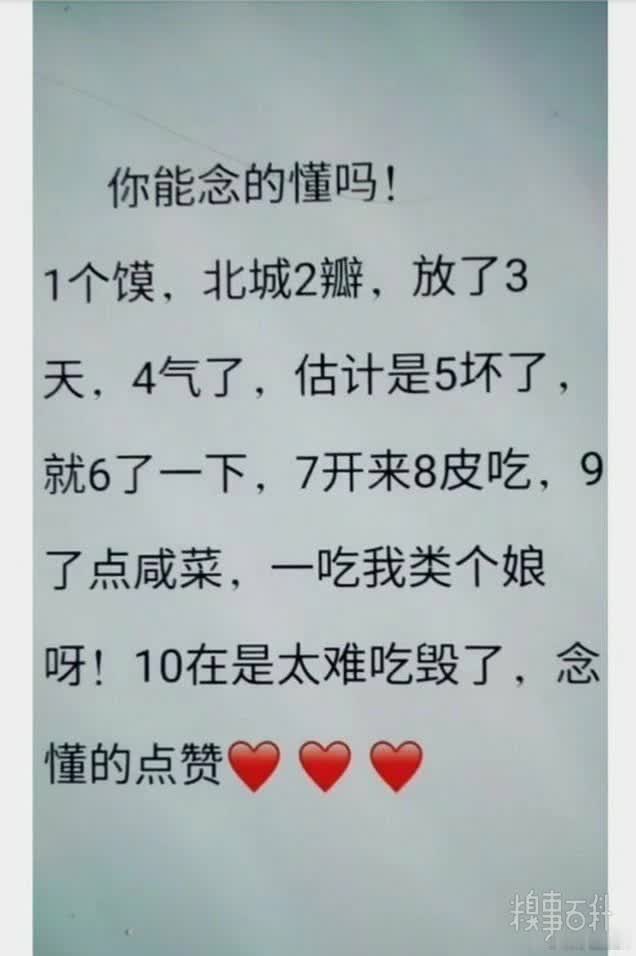 你能念的懂吗！
1个馍，北城2瓣，放了3
天，4气了，估计是5坏了，
就6了一下，7开来8皮吃，9
了点咸菜，一吃我类个娘
呀！10在是太难吃毁了，念
懂的点赞❤️❤️❤️
糗事百科